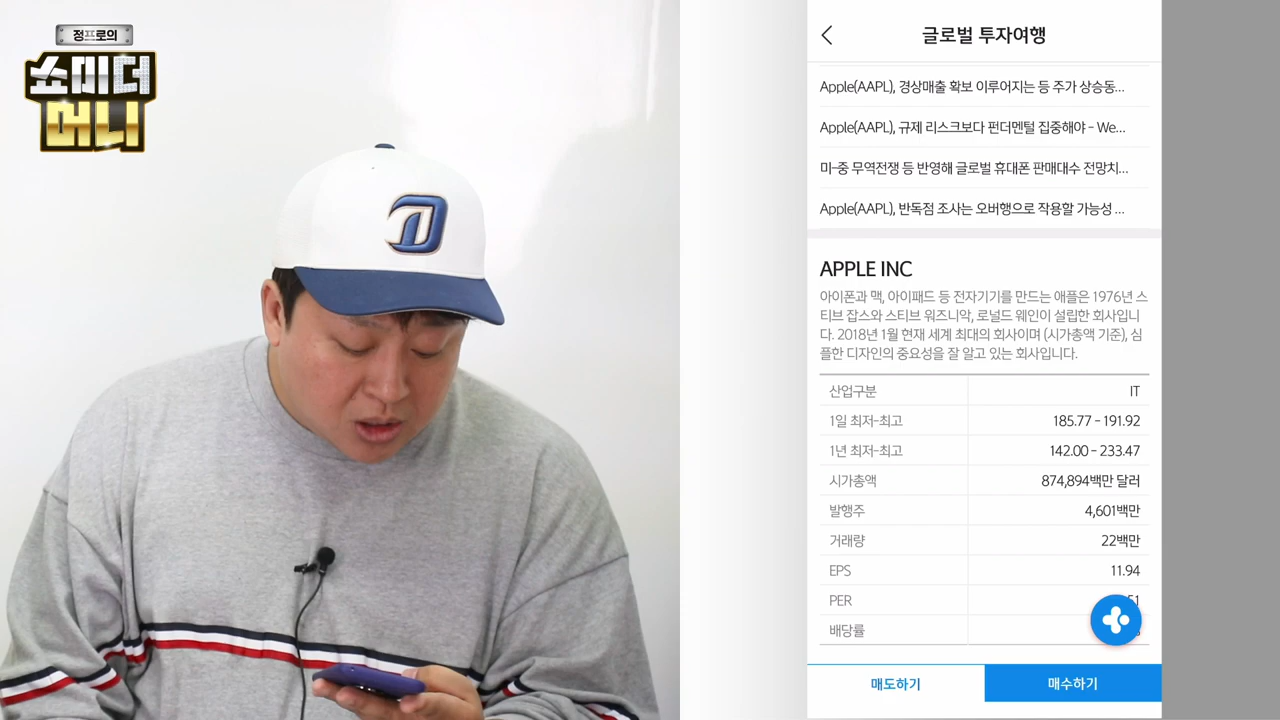 정프로의
쇼미더
머니
글로벌 투자여행
Apple(AAPL), 경상매출 확보 이루어지는 등 주가 상승동...
Apple(AAPL), 규제 리스크보다 펀더멘털 집중해야 - We...
미-중 무역전쟁 등 반영해 글로벌 휴대폰 판매대수 전망치...
Apple(AAPL), 반독점 조사는 오버행으로 작용할 가능성 ...
APPLE INC
아이폰과 맥, 아이패드 등 전자기기를 만드는 애플은 1976년 스
티브 잡스와 스티브 워즈니악, 로널드 웨인이 설립한 회사입니
다. 2018년 1월 현재 세계 최대의 회사이며 (시가총액 기준), 심
플한 디자인의 중요성을 잘 알고 있는 회사입니다.
산업구분 IT
1일 최저-최고 185.77 - 191.92
1년 최저-최고 142.00 - 233.47
시가총액 874,894백만 달러
발행주 4,601백만
거래량 22백만
EPS 11.94
PER 51
배당률
매도하기 매수하기